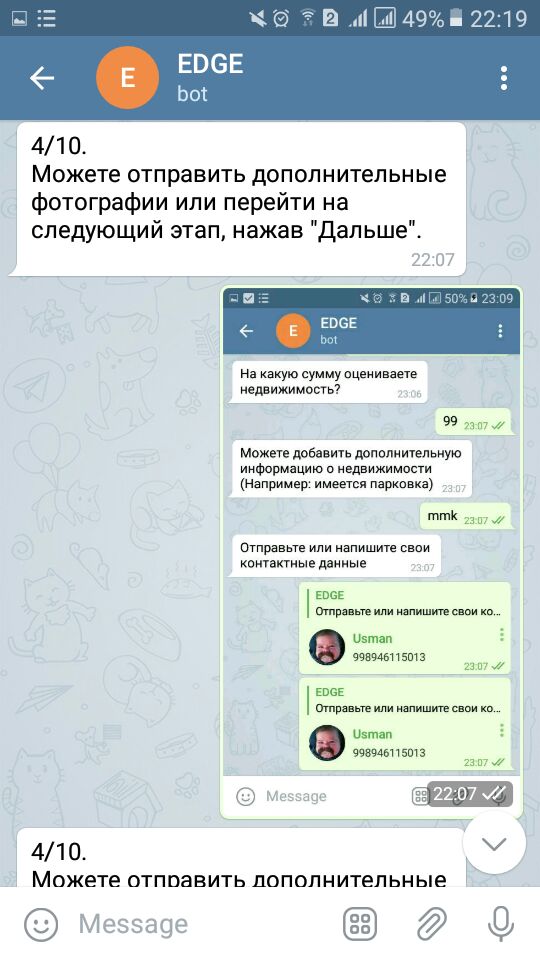 49% 22:19
E
EDGE
bot
4/10.
Можете отправить дополнительные
фотографии или перейти на
следующий этап, нажав "Дальше".
22:07
50% 23:09
E
EDGE
bot
На какую сумму оцениваете
недвижимость?
23:06
99 23:07
Можете добавить дополнительную
информацию о недвижимости
(Например: имеется парковка)
23:07
mmk 23:07
Отправьте или напишите свои
контактные данные
23:07
EDGE
Отправьте или напишите свои ко...
Usman
998946115013
23:07
EDGE
Отправьте или напишите свои ко...
Usman
998946115013
23:07
Message
22:07
4/10.
Можете отправить дополнительные
Message